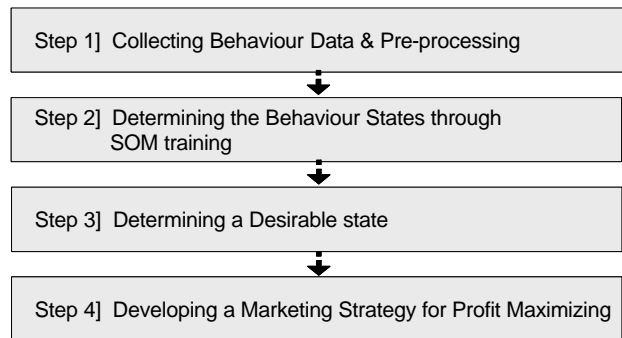 Step 1] Collecting Behaviour Data & Pre-processing
Step 2] Determining the Behaviour States through
SOM training
Step 3] Determining a Desirable state
Step 4] Developing a Marketing Strategy for Profit Maximizing